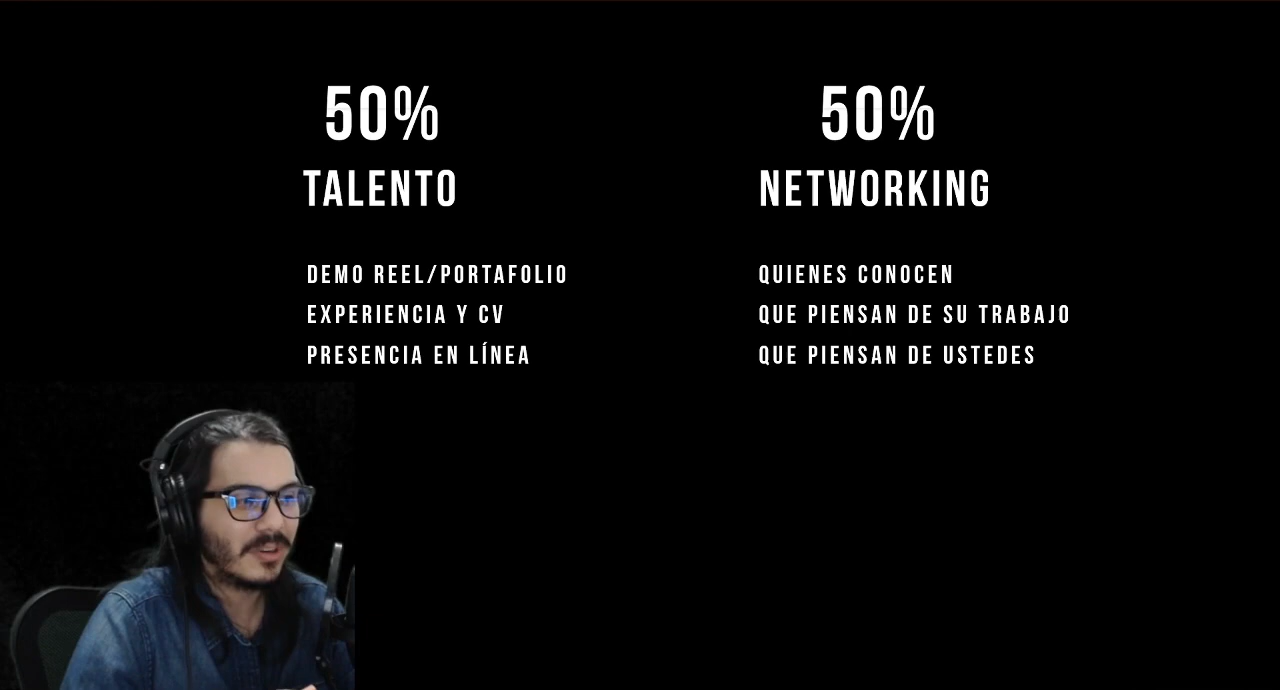 50%
TALENTO
DEMO REEL/PORTAFOLIO
EXPERIENCIA Y CV
PRESENCIA EN LÍNEA
50%
NETWORKING
QUIENES CONOCEN
QUE PIENSAN DE SU TRABAJO
QUE PIENSAN DE USTEDES